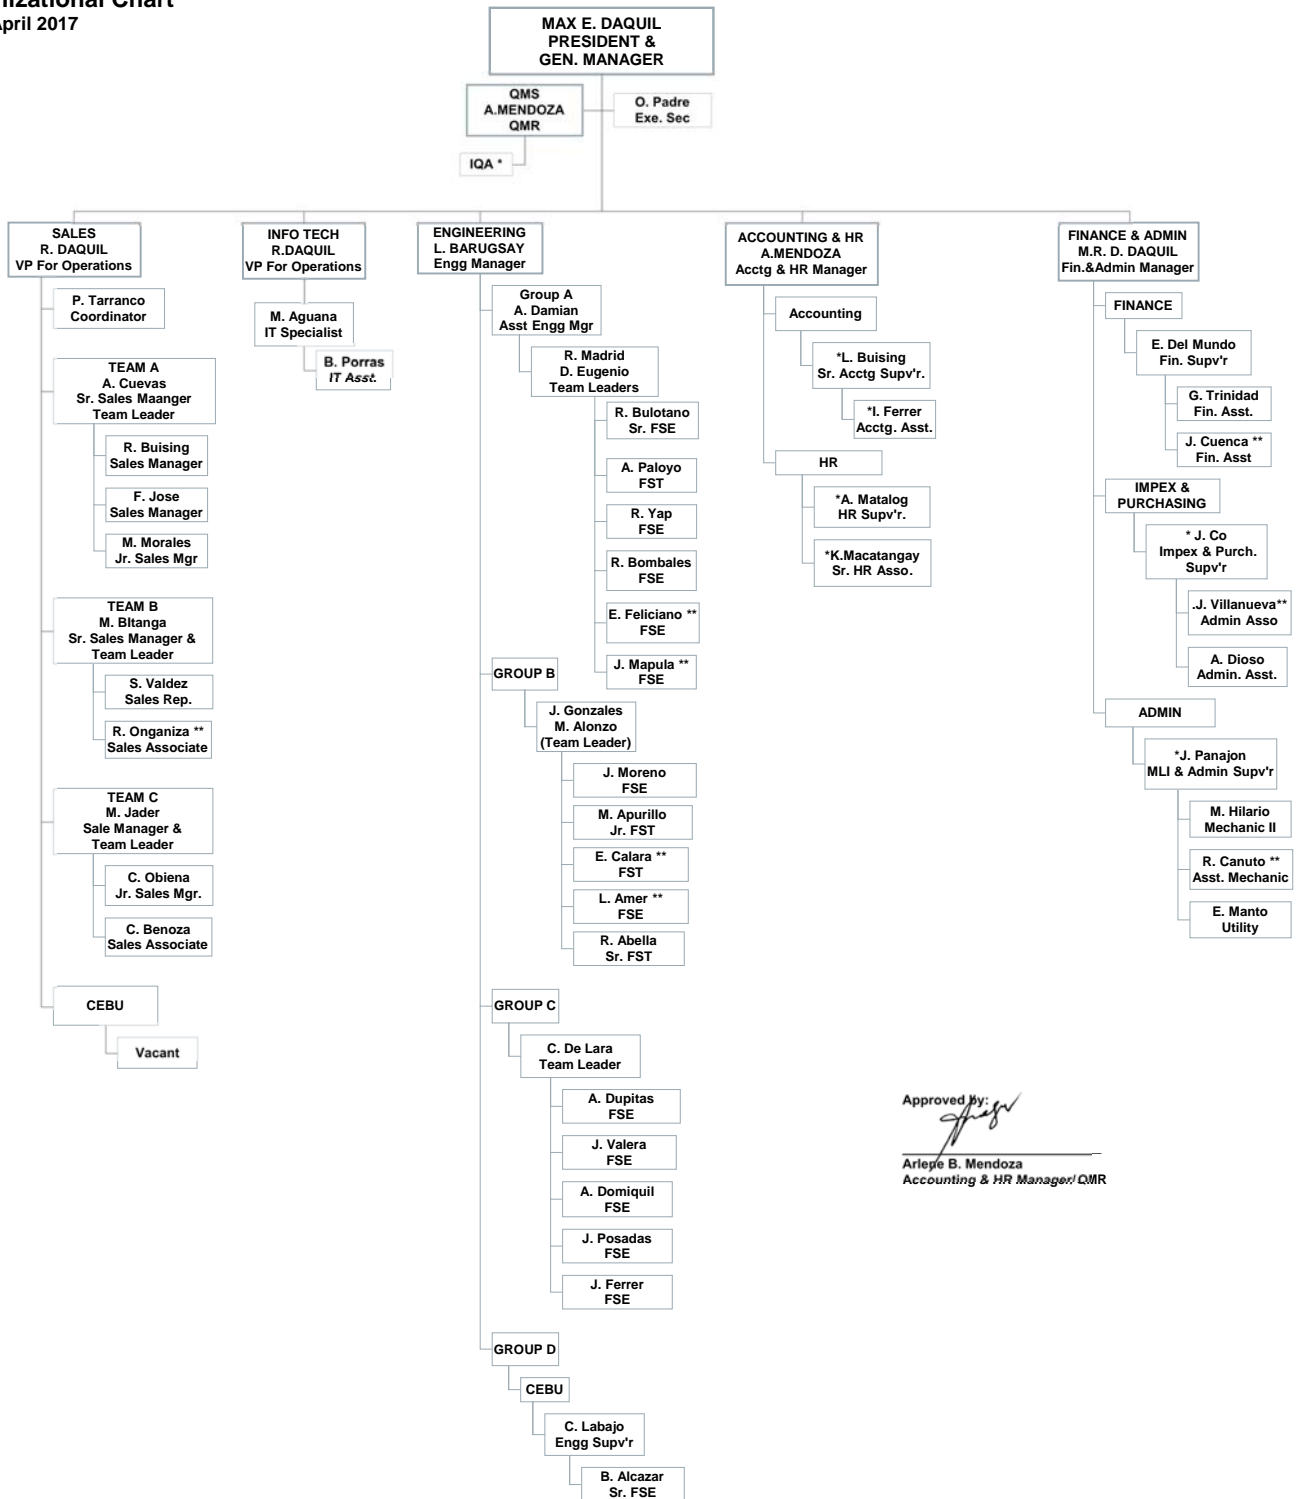 nizational Chart
April 2017
MAX E. DAQUIL
PRESIDENT &
GEN. MANAGER
QMS
A.MENDOZA
QMR
O. Padre
Exe. Sec
IQA *
SALES
R. DAQUIL
VP For Operations
P. Tarranco
Coordinator
TEAM A
A. Cuevas
Sr. Sales Maanger
Team Leader
R. Buising
Sales Manager
F. Jose
Sales Manager
M. Morales
Jr. Sales Mgr
TEAM B
M. BItanga
Sr. Sales Manager &
Team Leader
S. Valdez
Sales Rep.
R. Onganiza **
Sales Associate
TEAM C
M. Jader
Sale Manager &
Team Leader
C. Obiena
Jr. Sales Mgr.
C. Benoza
Sales Associate
CEBU
Vacant
INFO TECH
R.DAQUIL
VP For Operations
M. Aguana
IT Specialist
B. Porras
IT Asst.
ENGINEERING
L. BARUGSAY
Engg Manager
Group A
A. Damian
Asst Engg Mgr
R. Madrid
D. Eugenio
Team Leaders
R. Bulotano
Sr. FSE
A. Paloyo
FST
R. Yap
FSE
R. Bombales
FSE
E. Feliciano **
FSE
J. Mapula **
FSE
GROUP B
J. Gonzales
M. Alonzo
(Team Leader)
J. Moreno
FSE
M. Apurillo
Jr. FST
E. Calara **
FST
L. Amer **
FSE
R. Abella
Sr. FST
GROUP C
C. De Lara
Team Leader
A. Dupitas
FSE
J. Valera
FSE
A. Domiquil
FSE
J. Posadas
FSE
J. Ferrer
FSE
GROUP D
CEBU
C. Labajo
Engg Supv'r
B. Alcazar
Sr. FSE
ACCOUNTING & HR
A.MENDOZA
Acctg & HR Manager
Accounting
*L. Buising
Sr. Acctg Supv'r.
*I. Ferrer
Acctg. Asst.
HR
*A. Matalog
HR Supv'r.
*K.Macatangay
Sr. HR Asso.
FINANCE & ADMIN
M.R. D. DAQUIL
Fin.&Admin Manager
FINANCE
E. Del Mundo
Fin. Supv'r
G. Trinidad
Fin. Asst.
J. Cuenca **
Fin. Asst
IMPEX &
PURCHASING
* J. Co
Impex & Purch.
Supv'r
.J. Villanueva**
Admin Asso
A. Dioso
Admin. Asst.
ADMIN
*J. Panajon
MLI & Admin Supv'r
M. Hilario
Mechanic II
R. Canuto **
Asst. Mechanic
E. Manto
Utility
Approved by:
Arlene B. Mendoza
Accounting & HR Manager/ QMR